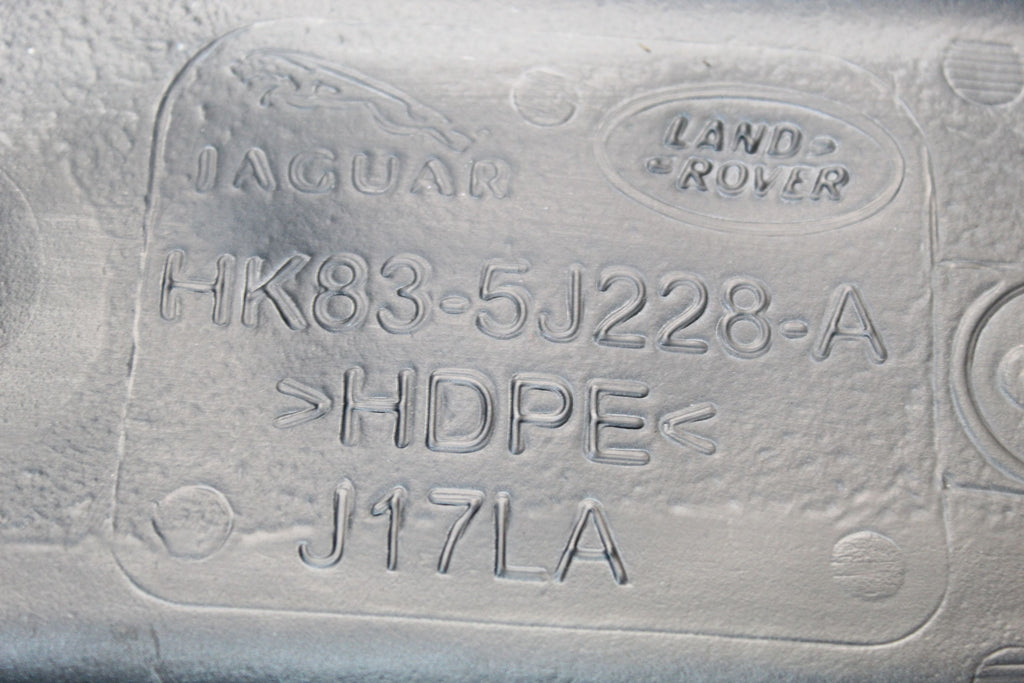 JAGUAR
LAND
ROVER
HK83-5J228-A
>HDPE<
J17LA